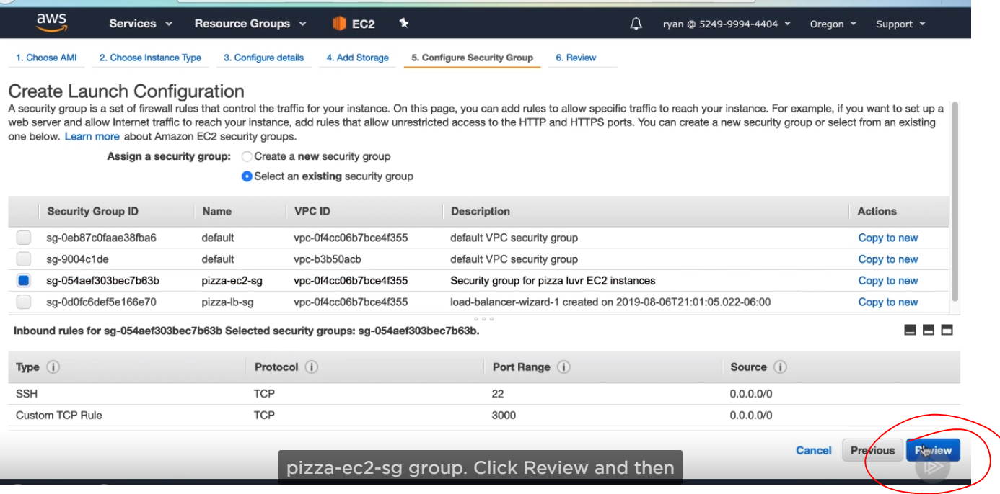 aws Services Resource Groups EC2 ryan @ 5249-9994-4404 Oregon Support
1. Choose AMI 2. Choose Instance Type 3. Configure details 4. Add Storage 5. Configure Security Group 6. Review
Create Launch Configuration
A security group is a set of firewall rules that control the traffic for your instance. On this page, you can add rules to allow specific traffic to reach your instance. For example, if you want to set up a
web server and allow Internet traffic to reach your instance, add rules that allow unrestricted access to the HTTP and HTTPS ports. You can create a new security group or select from an existing
one below. Learn more about Amazon EC2 security groups.
Assign a security group: Create a new security group
Select an existing security group
Security Group ID Name VPC ID Description Actions
sg-0eb87c0faae38fba6 default vpc-0f4cc06b7bce4f355 default VPC security group Copy to new
sg-9004c1de default vpc-b3b50acb default VPC security group Copy to new
sg-054aef303bec7b63b pizza-ec2-sg vpc-0f4cc06b7bce4f355 Security group for pizza luvr EC2 instances Copy to new
sg-0d0fc6def5e166e70 pizza-lb-sg vpc-0f4cc06b7bce4f355 load-balancer-wizard-1 created on 2019-08-06T21:01:05.022-06:00 Copy to new
Inbound rules for sg-054aef303bec7b63b Selected security groups: sg-054aef303bec7b63b.
Type Protocol Port Range Source
SSH TCP 22 0.0.0.0/0
Custom TCP Rule TCP 3000 0.0.0.0/0
Cancel Previous Review
pizza-ec2-sg group. Click Review and then